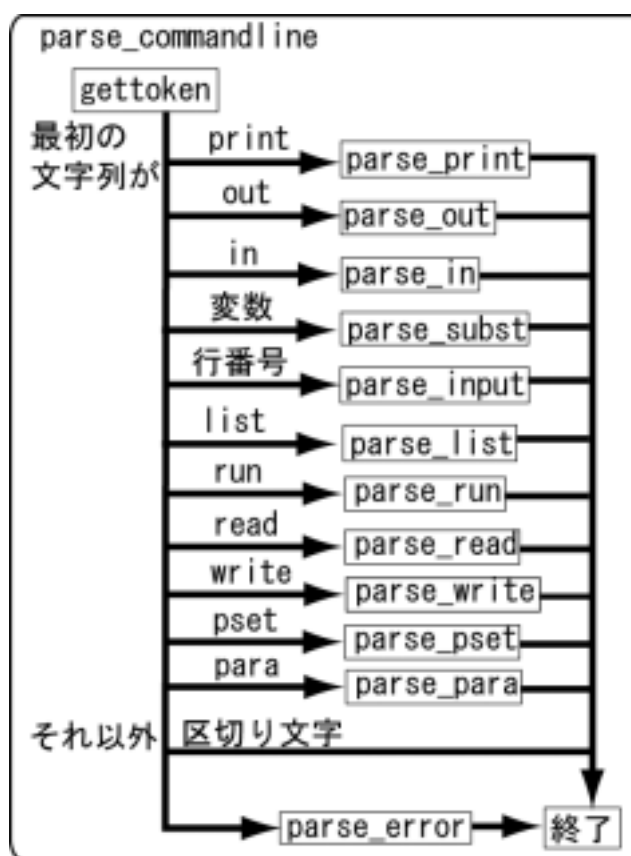 parse_commandline
gettoken
最初の
文字列が
print
parse_print
out
parse_out
in
parse_in
変数
parse_subst
行番号
parse_input
list
parse_list
run
parse_run
read
parse_read
write
parse_write
pset
parse_pset
para
parse_para
それ以外
区切り文字
parse_error
終了